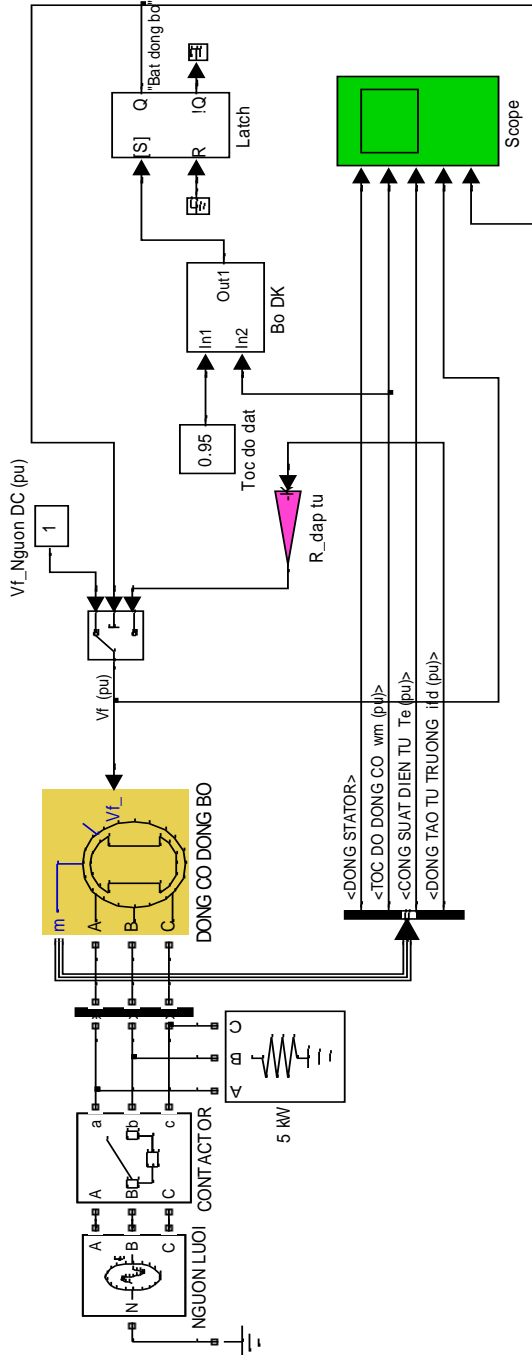 NGUON LUOI
N
A
B
C
CONTACTOR
A
B
C
a
b
c
5 kW
A
B
C
DONG CO DONG BO
m
A
B
C
Vf_
Vf (pu)
Vf_Nguon DC (pu)
1
R_dap tu
0.95
Toc do dat
In1
In2
Out1
Bo DK
[S]
R
Q
!Q
Latch
"Bat dong bo"
<DONG STATOR>
<TOC DO DONG CO wm (pu)>
<CONG SUAT DIEN TU Te (pu)>
<DONG TAO TU TRUONG ifd (pu)>
Scope